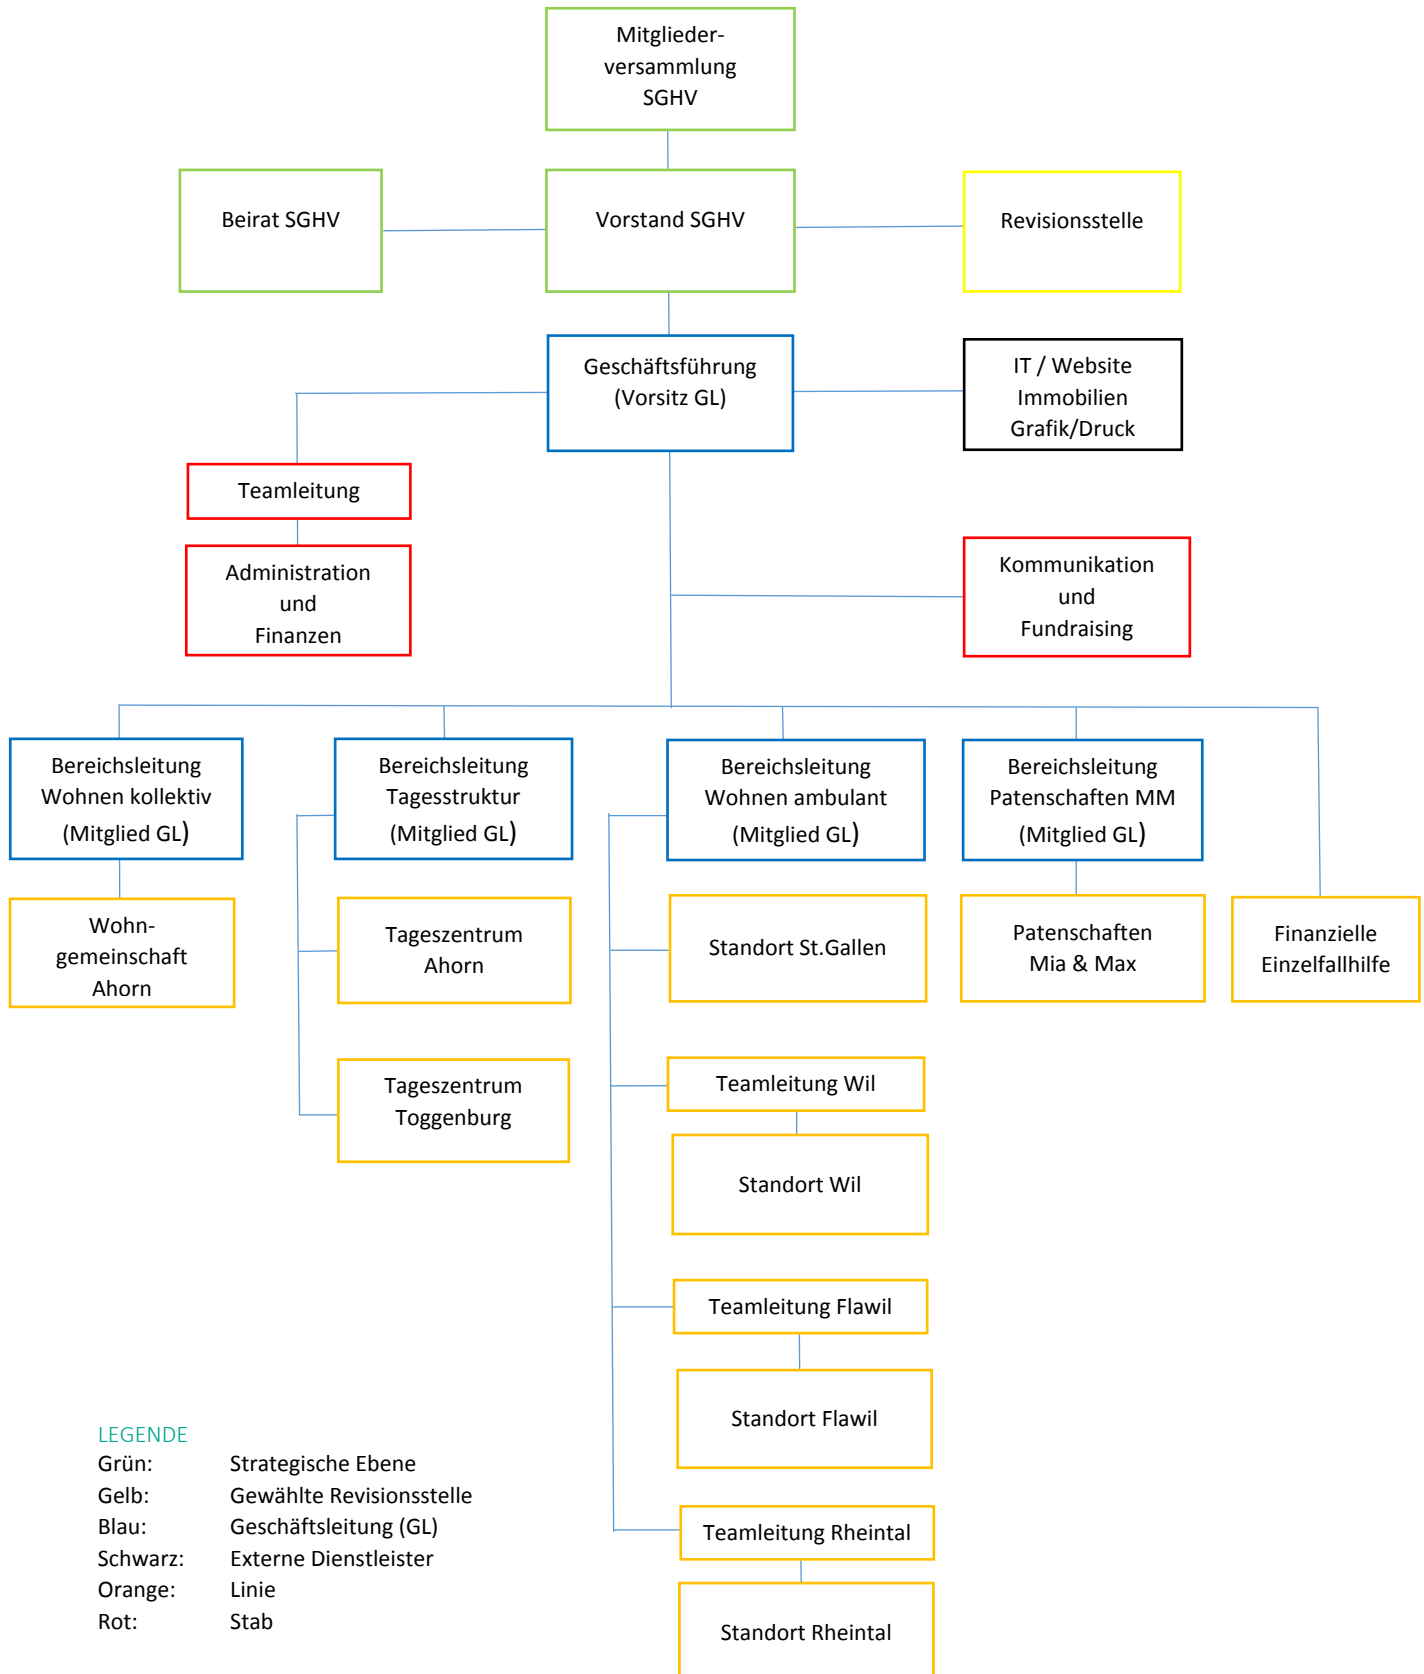 Mitglieder-
versammlung
SGHV
Beirat SGHV
Vorstand SGHV
Revisionsstelle
Geschäftsführung
(Vorsitz GL)
IT / Website
Immobilien
Grafik/Druck
Teamleitung
Administration
und
Finanzen
Kommunikation
und
Fundraising
Bereichsleitung
Wohnen kollektiv
(Mitglied GL)
Bereichsleitung
Tagesstruktur
(Mitglied GL)
Bereichsleitung
Wohnen ambulant
(Mitglied GL)
Bereichsleitung
Patenschaften MM
(Mitglied GL)
Wohn-
gemeinschaft
Ahorn
Tageszentrum
Ahorn
Standort St.Gallen
Patenschaften
Mia & Max
Finanzielle
Einzelfallhilfe
Tageszentrum
Toggenburg
Teamleitung Wil
Standort Wil
Teamleitung Flawil
Standort Flawil
Teamleitung Rheintal
Standort Rheintal
LEGENDE
Grün: Strategische Ebene
Gelb: Gewählte Revisionsstelle
Blau: Geschäftsleitung (GL)
Schwarz: Externe Dienstleister
Orange: Linie
Rot: Stab